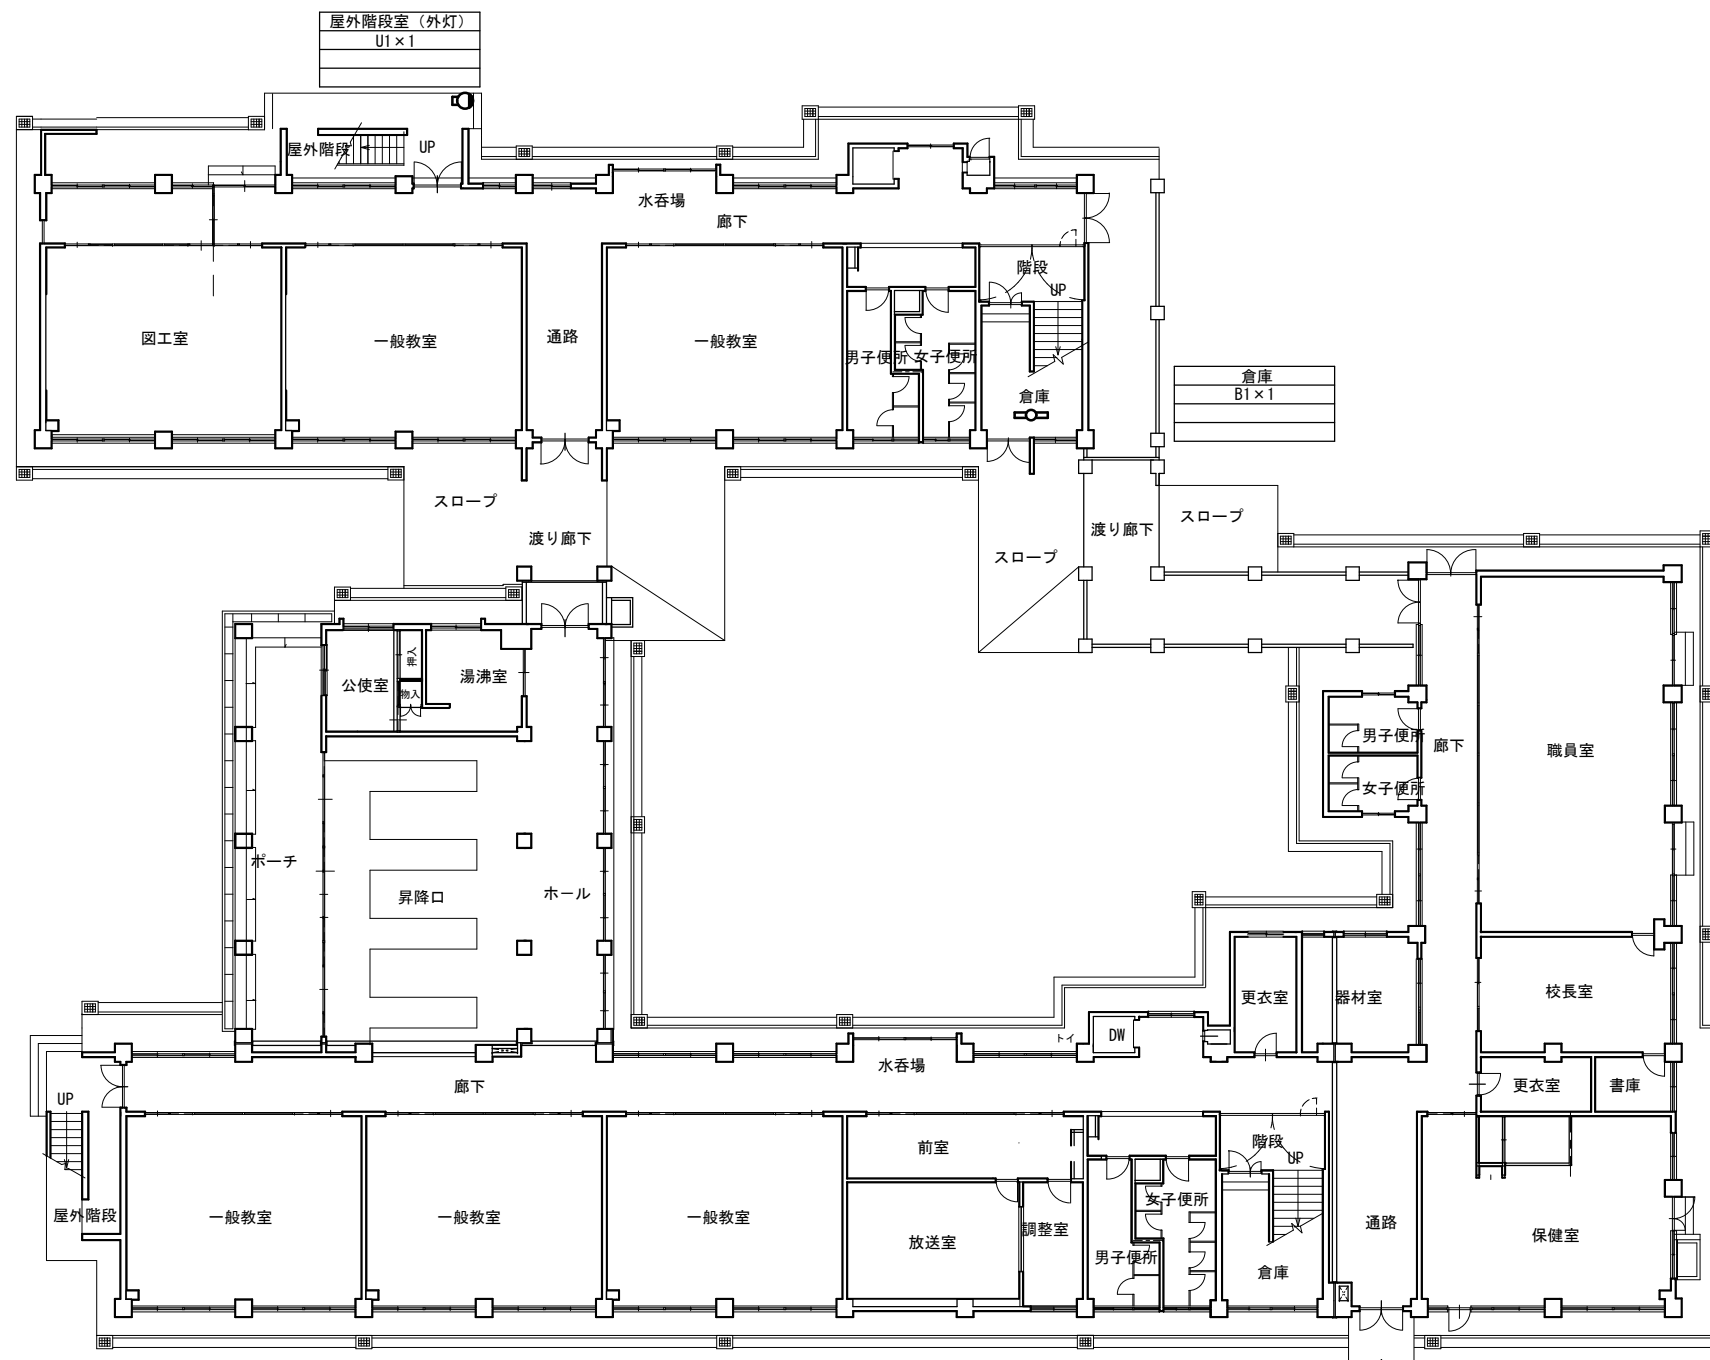 屋外階段室（外灯）
U1×1
屋外階段
UP
水呑場
廊下
階段
UP
図工室
一般教室
通路
一般教室
男子便所
女子便所
倉庫
倉庫
B1×1
スロープ
渡り廊下
スロープ
渡り廊下
スロープ
公使室
押入
物入
湯沸室
男子便所
女子便所
廊下
職員室
ポーチ
昇降口
ホール
更衣室
器材室
校長室
トイ
DW
水呑場
廊下
更衣室
書庫
UP
屋外階段
一般教室
一般教室
一般教室
前室
放送室
調整室
男子便所
女子便所
階段
UP
倉庫
通路
保健室